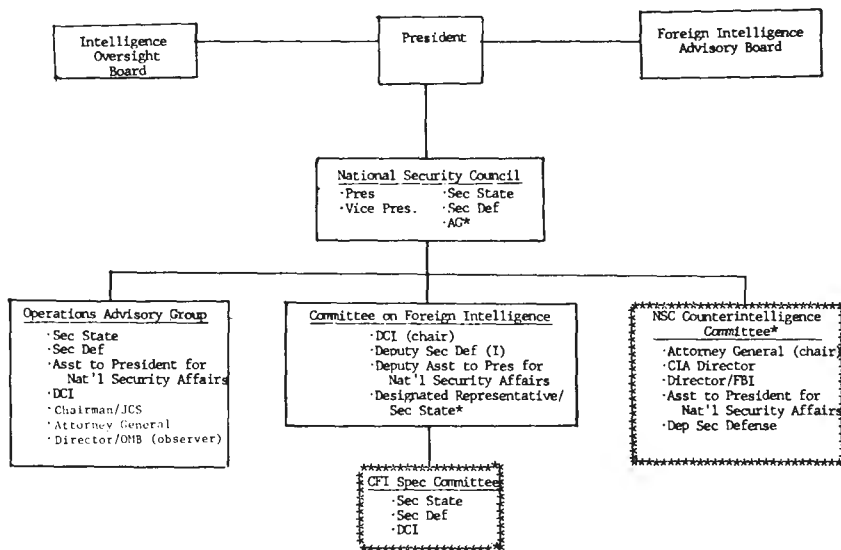 Intelligence
Oversight
Board
President
Foreign Intelligence
Advisory Board
National Security Council
·Pres
·Vice Pres.
·Sec State
·Sec Def
·AG*
Operations Advisory Group
·Sec State
·Sec Def
·Asst to President for
Nat'l Security Affairs
·DCI
·Chairman/JCS
·Attorney General
·Director/OMB (observer)
Committee on Foreign Intelligence
·DCI (chair)
·Deputy Sec Def (I)
·Deputy Asst to Pres for
Nat'l Security Affairs
·Designated Representative/
Sec State*
NSC Counterintelligence
Committee*
·Attorney General (chair)
·CIA Director
·Director/FBI
·Asst to President for
Nat'l Security Affairs
·Dep Sec Defense
CFI Spec Committee
·Sec State
·Sec Def
·DCI